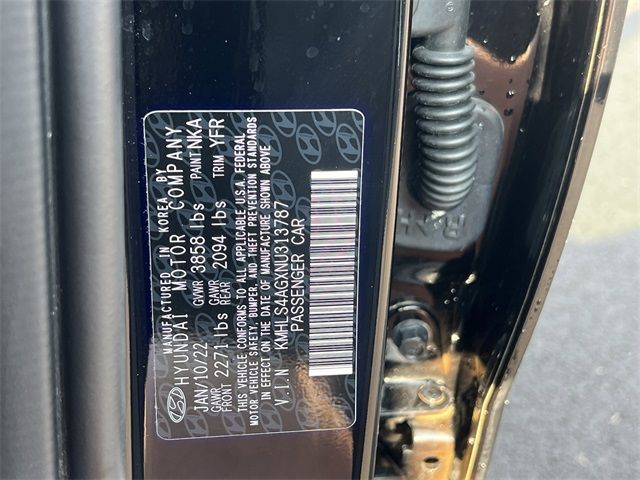 MANUFACTURED IN KOREA BY
HYUNDAI MOTOR COMPANY
JAN/10/22 GVWR 3858 lbs PAINT NKA
GAWR FRONT 2271 lbs GAWR REAR 2094 lbs TRIM YFR
THIS VEHICLE CONFORMS TO ALL APPLICABLE U.S.A. FEDERAL
MOTOR VEHICLE SAFETY, BUMPER, AND THEFT PREVENTION STANDARDS
IN EFFECT ON THE DATE OF MANUFACTURE SHOWN ABOVE
V.I.N KMHLS4AGXNU313787
PASSENGER CAR